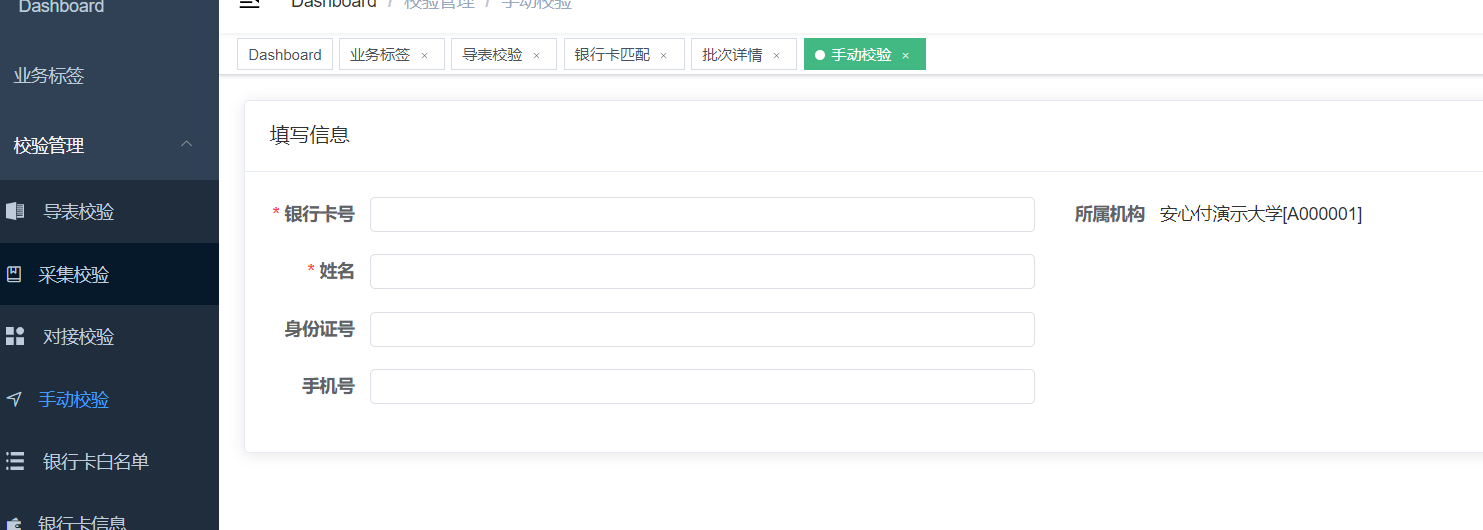 Dashboard
业务标签
校验管理
导表校验
采集校验
对接校验
手动校验
银行卡白名单
银行卡信息
Dashboard / 校验管理 / 手动校验
Dashboard 业务标签 × 导表校验 × 银行卡匹配 × 批次详情 × 手动校验 ×
填写信息
* 银行卡号 所属机构 安心付演示大学[A000001]
* 姓名
身份证号
手机号